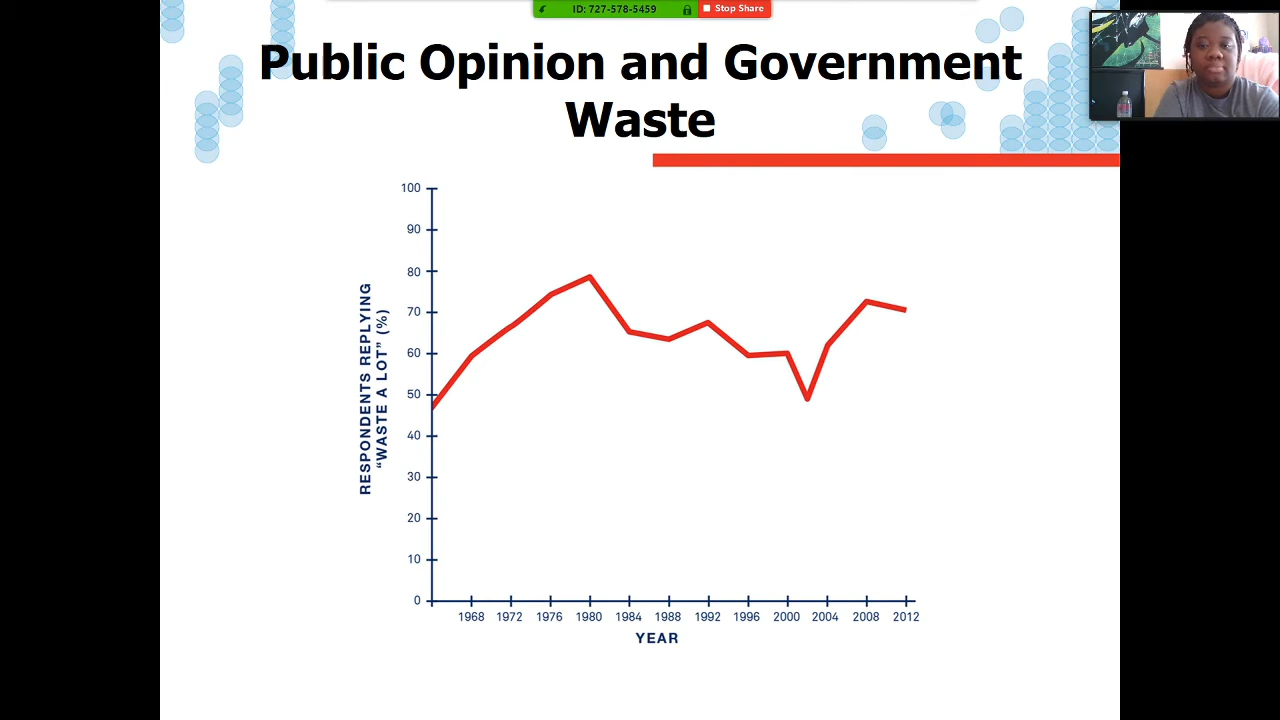 ID: 727-578-5459
Stop Share
Public Opinion and Government
Waste
RESPONDENTS REPLYING
“WASTE A LOT” (%)
100
90
80
70
60
50
40
30
20
10
0
1968 1972 1976 1980 1984 1988 1992 1996 2000 2004 2008 2012
YEAR